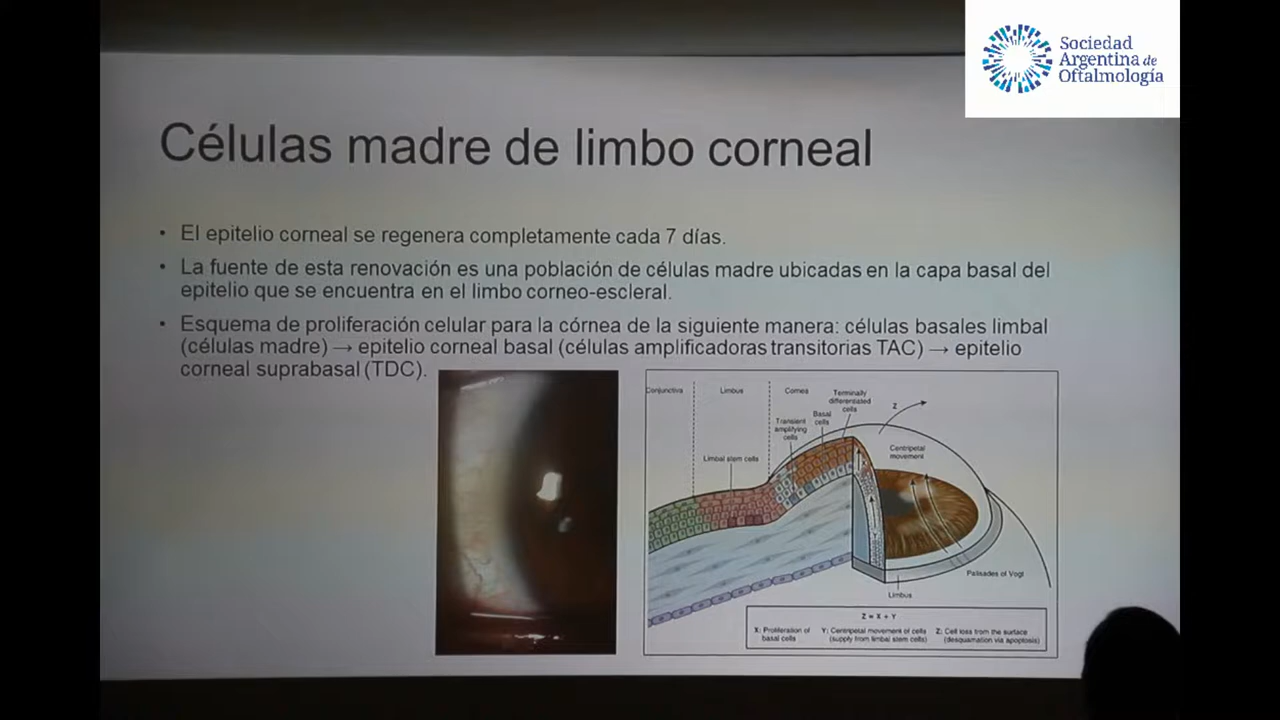 Sociedad
Argentina de
Oftalmología
Células madre de limbo corneal
• El epitelio corneal se regenera completamente cada 7 días.
• La fuente de esta renovación es una población de células madre ubicadas en la capa basal del
epitelio que se encuentra en el limbo corneo-escleral.
• Esquema de proliferación celular para la córnea de la siguiente manera: células basales limbal
(células madre) → epitelio corneal basal (células amplificadoras transitorias TAC) → epitelio
corneal suprabasal (TDC).
Conjunctiva
Limbus
Cornea
Terminally
differentiated
cells
Basal
cells
Transient
amplifying
cells
Limbal stem cells
Z
Centripetal
movement
Palisades of Vogt
Limbus
Z = X + Y
X: Proliferation of
basal cells
Y: Centripetal movement of cells
(supply from limbal stem cells)
Z: Cell loss from the surface
(desquamation via apoptosis)